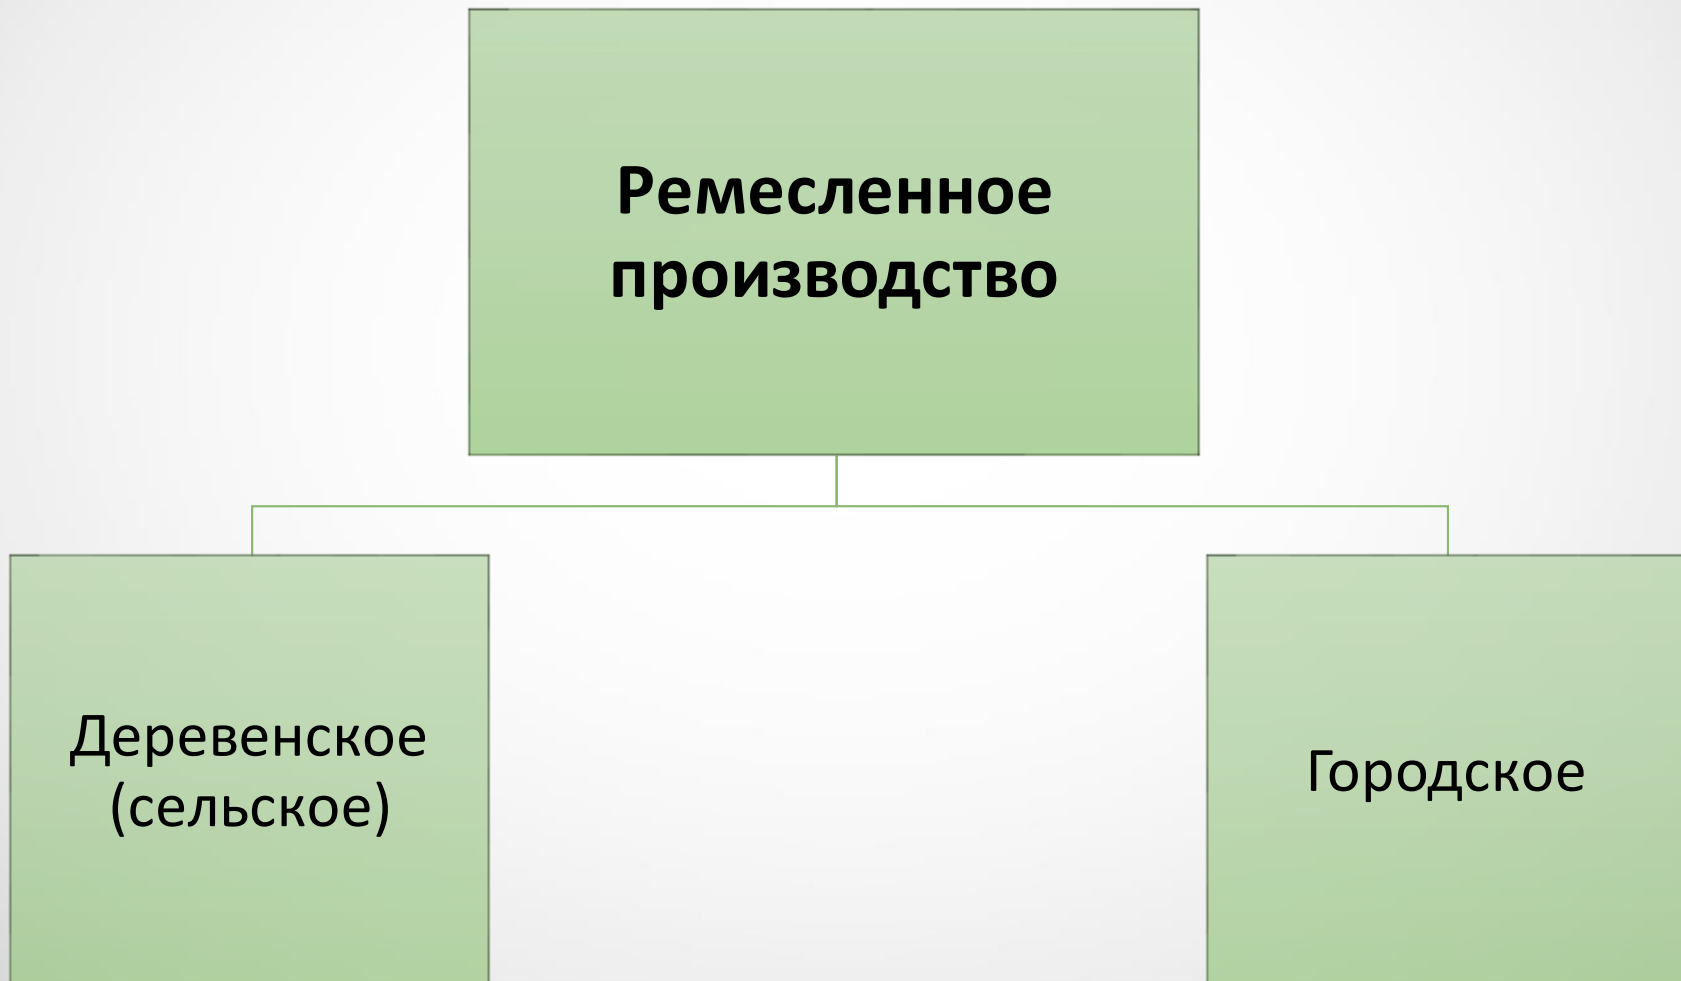 Ремесленное
производство
Деревенское
(сельское)
Городское